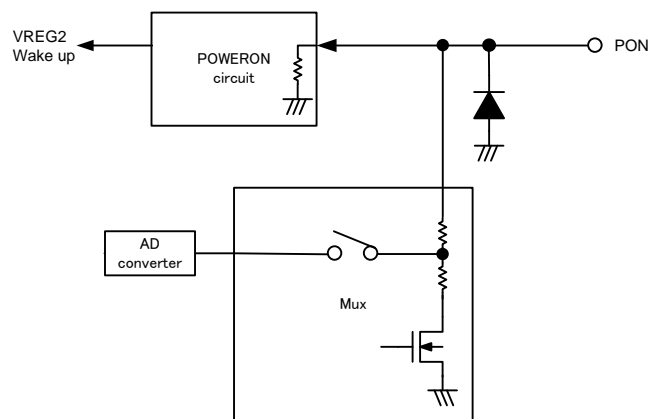 VREG2
Wake up
POWERON
circuit
PON
AD
converter
Mux